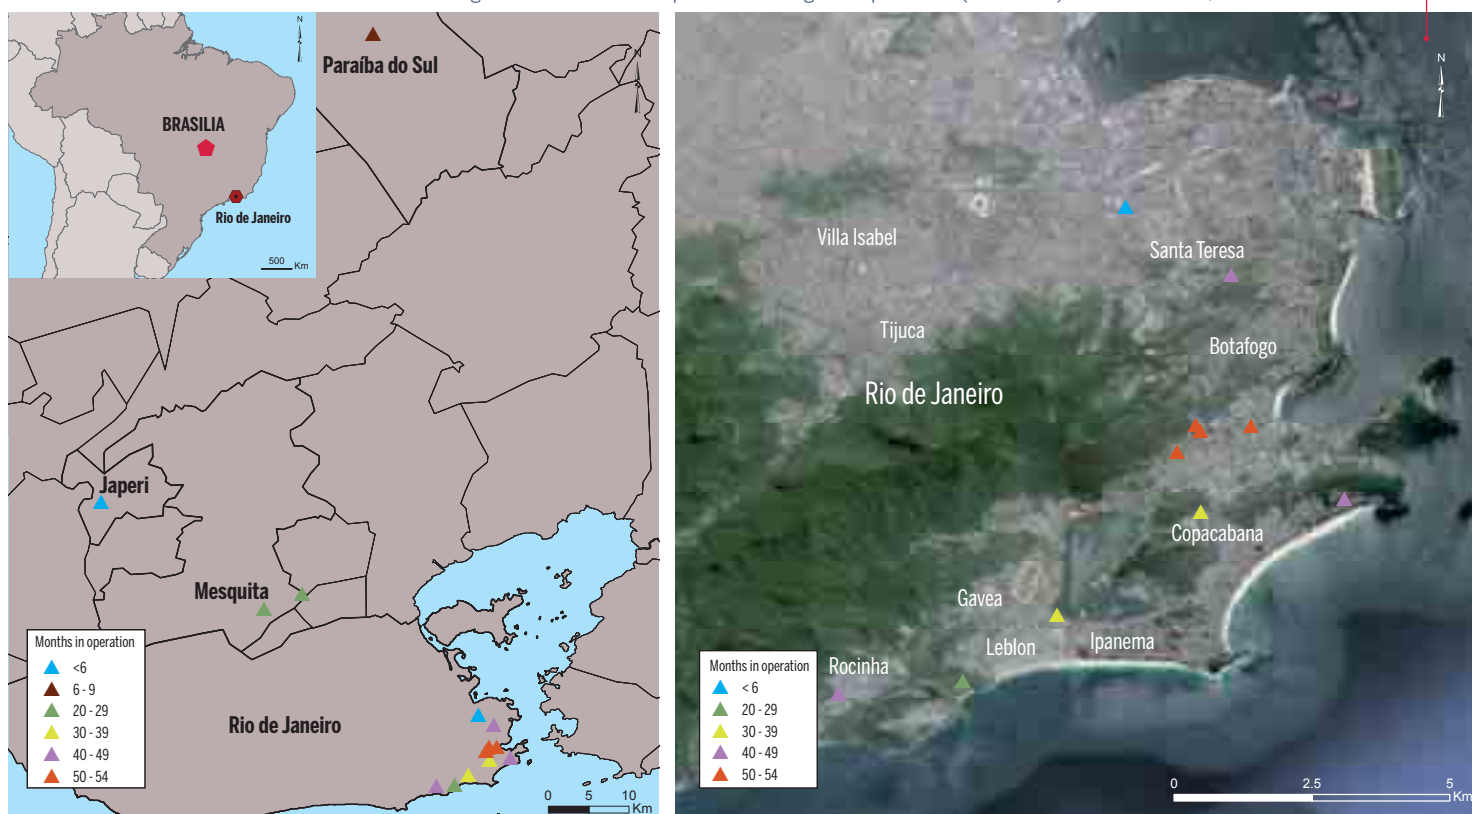 N
Paraíba do Sul
N
BRASILIA
Rio de Janeiro
500 Km
Japeri
Mesquita
Rio de Janeiro
Months in operation
<6
6 - 9
20 - 29
30 - 39
40 - 49
50 - 54
0 5 10
Km
N
Villa Isabel
Santa Teresa
Tijuca
Botafogo
Rio de Janeiro
Copacabana
Gavea
Leblon
Ipanema
Rocinha
Months in operation
< 6
20 - 29
30 - 39
40 - 49
50 - 54
0 2.5 5
Km